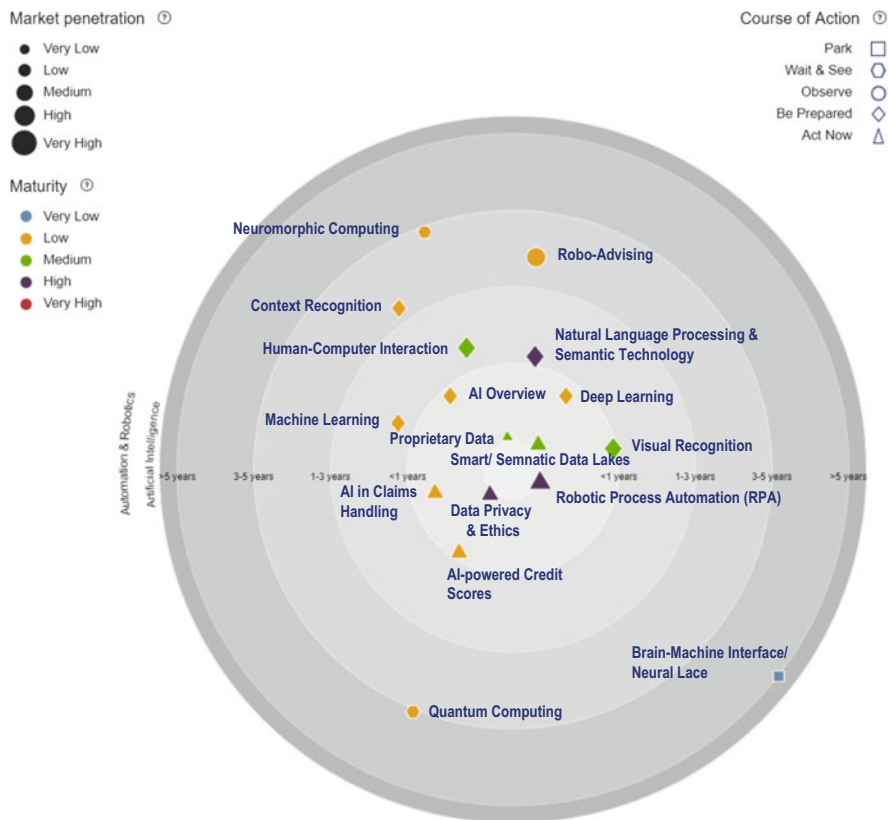 Market penetration ?
Very Low
Low
Medium
High
Very High
Maturity ?
Very Low
Low
Medium
High
Very High
Course of Action ?
Park
Wait & See
Observe
Be Prepared
Act Now
Neuromorphic Computing
Robo-Advising
Context Recognition
Human-Computer Interaction
Natural Language Processing &
Semantic Technology
AI Overview
Deep Learning
Machine Learning
Proprietary Data
Smart/ Semnatic Data Lakes
Visual Recognition
Automation & Robotics
Artificial Intelligence
>5 years
3-5 years
1-3 years
<1 years
<1 years
1-3 years
3-5 years
>5 years
AI in Claims
Handling
Data Privacy
& Ethics
Robotic Process Automation (RPA)
AI-powered Credit
Scores
Brain-Machine Interface/
Neural Lace
Quantum Computing